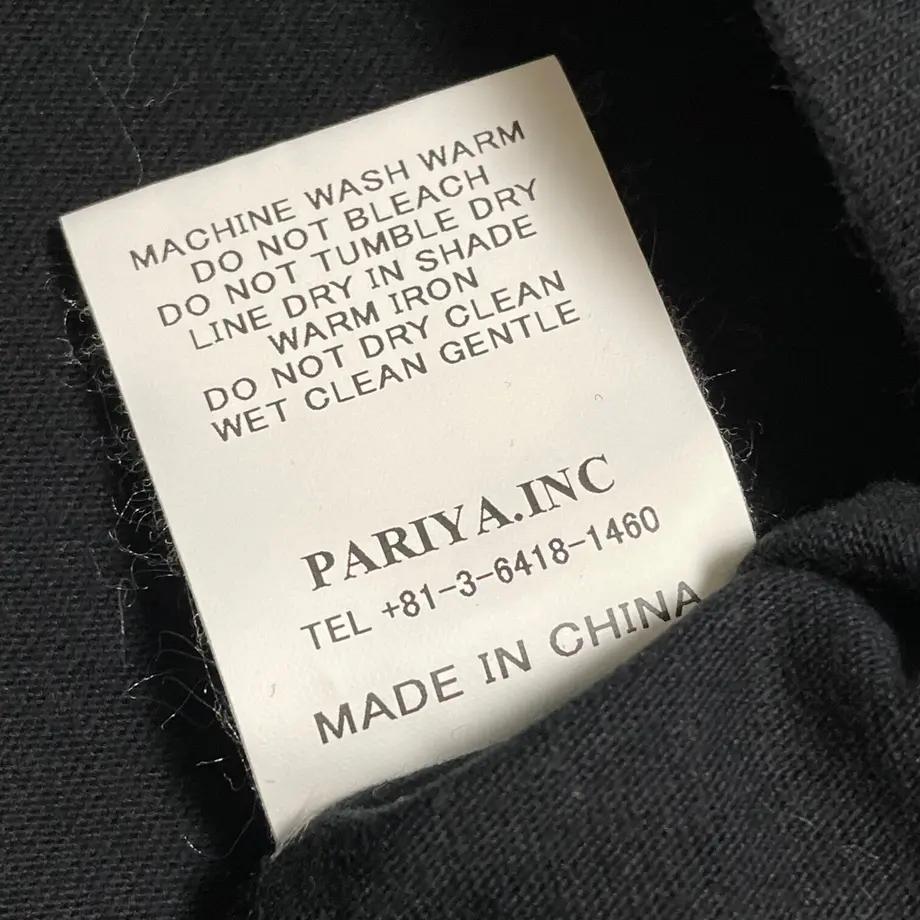 MACHINE WASH WARM
DO NOT BLEACH
DO NOT TUMBLE DRY
LINE DRY IN SHADE
WARM IRON
DO NOT DRY CLEAN
WET CLEAN GENTLE
PARIYA.INC
TEL +81-3-6418-1460
MADE IN CHINA